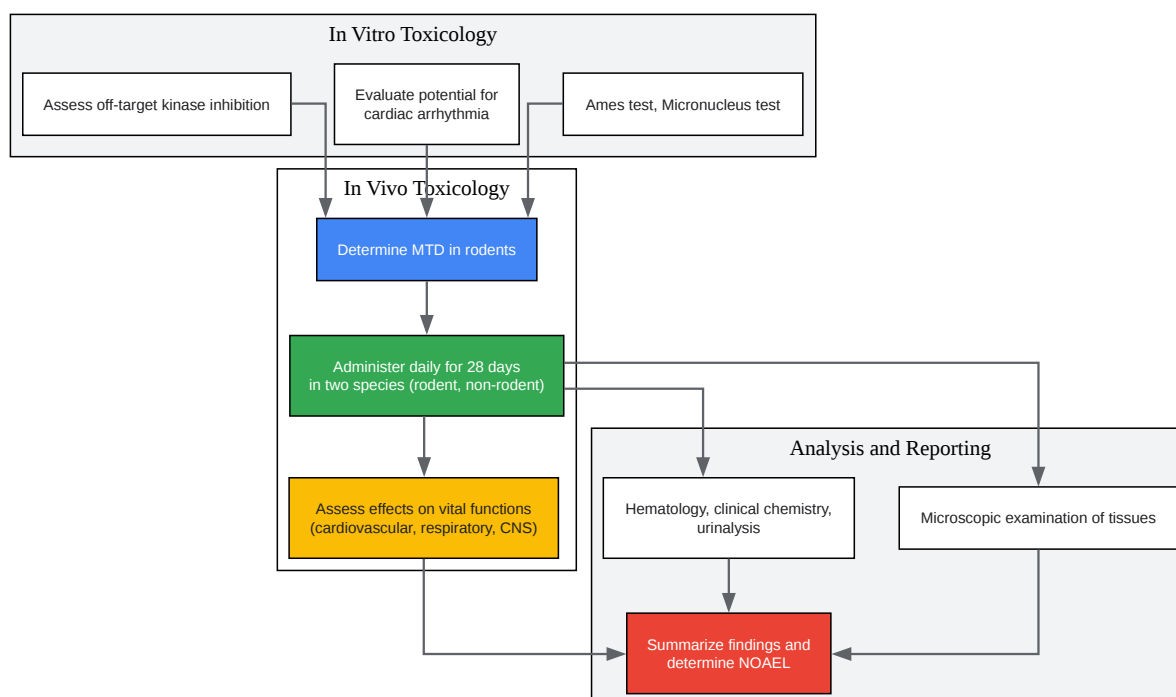 In Vitro Toxicology
Assess off-target kinase inhibition
Evaluate potential for
cardiac arrhythmia
Ames test, Micronucleus test
In Vivo Toxicology
Determine MTD in rodents
Administer daily for 28 days
in two species (rodent, non-rodent)
Assess effects on vital functions
(cardiovascular, respiratory, CNS)
Analysis and Reporting
Hematology, clinical chemistry,
urinalysis
Microscopic examination of tissues
Summarize findings and
determine NOAEL